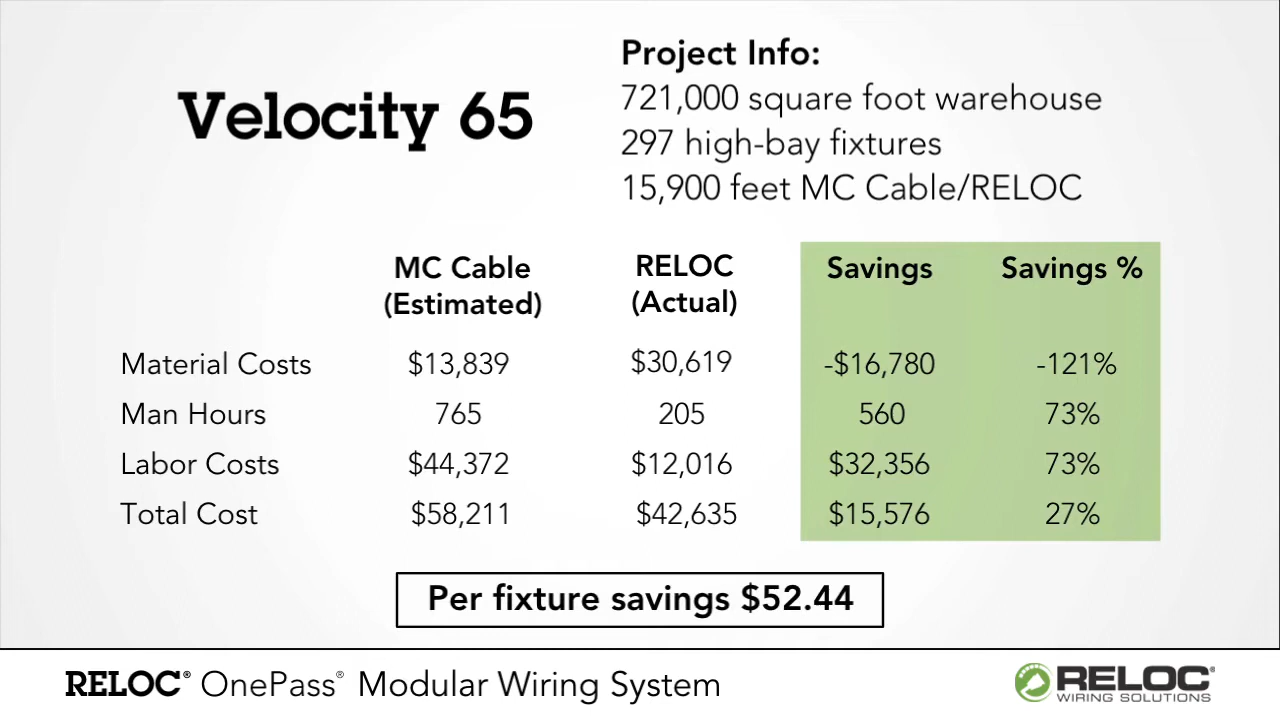 Velocity 65
Project Info:
721,000 square foot warehouse
297 high-bay fixtures
15,900 feet MC Cable/RELOC
MC Cable (Estimated) RELOC (Actual) Savings Savings %
Material Costs $13,839 $30,619 -$16,780 -121%
Man Hours 765 205 560 73%
Labor Costs $44,372 $12,016 $32,356 73%
Total Cost $58,211 $42,635 $15,576 27%
Per fixture savings $52.44
RELOC® OnePass® Modular Wiring System
RELOC®
WIRING SOLUTIONS